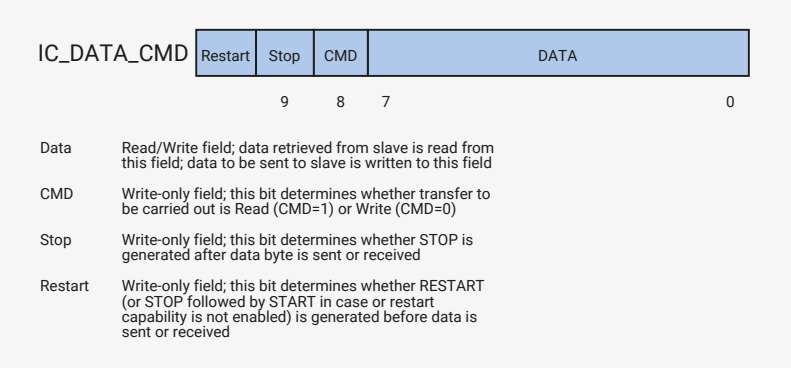 IC_DATA_CMD Restart Stop CMD DATA
9 8 7 0
Data Read/Write field; data retrieved from slave is read from
this field; data to be sent to slave is written to this field
CMD Write-only field; this bit determines whether transfer to
be carried out is Read (CMD=1) or Write (CMD=0)
Stop Write-only field; this bit determines whether STOP is
generated after data byte is sent or received
Restart Write-only field; this bit determines whether RESTART
(or STOP followed by START in case or restart
capability is not enabled) is generated before data is
sent or received